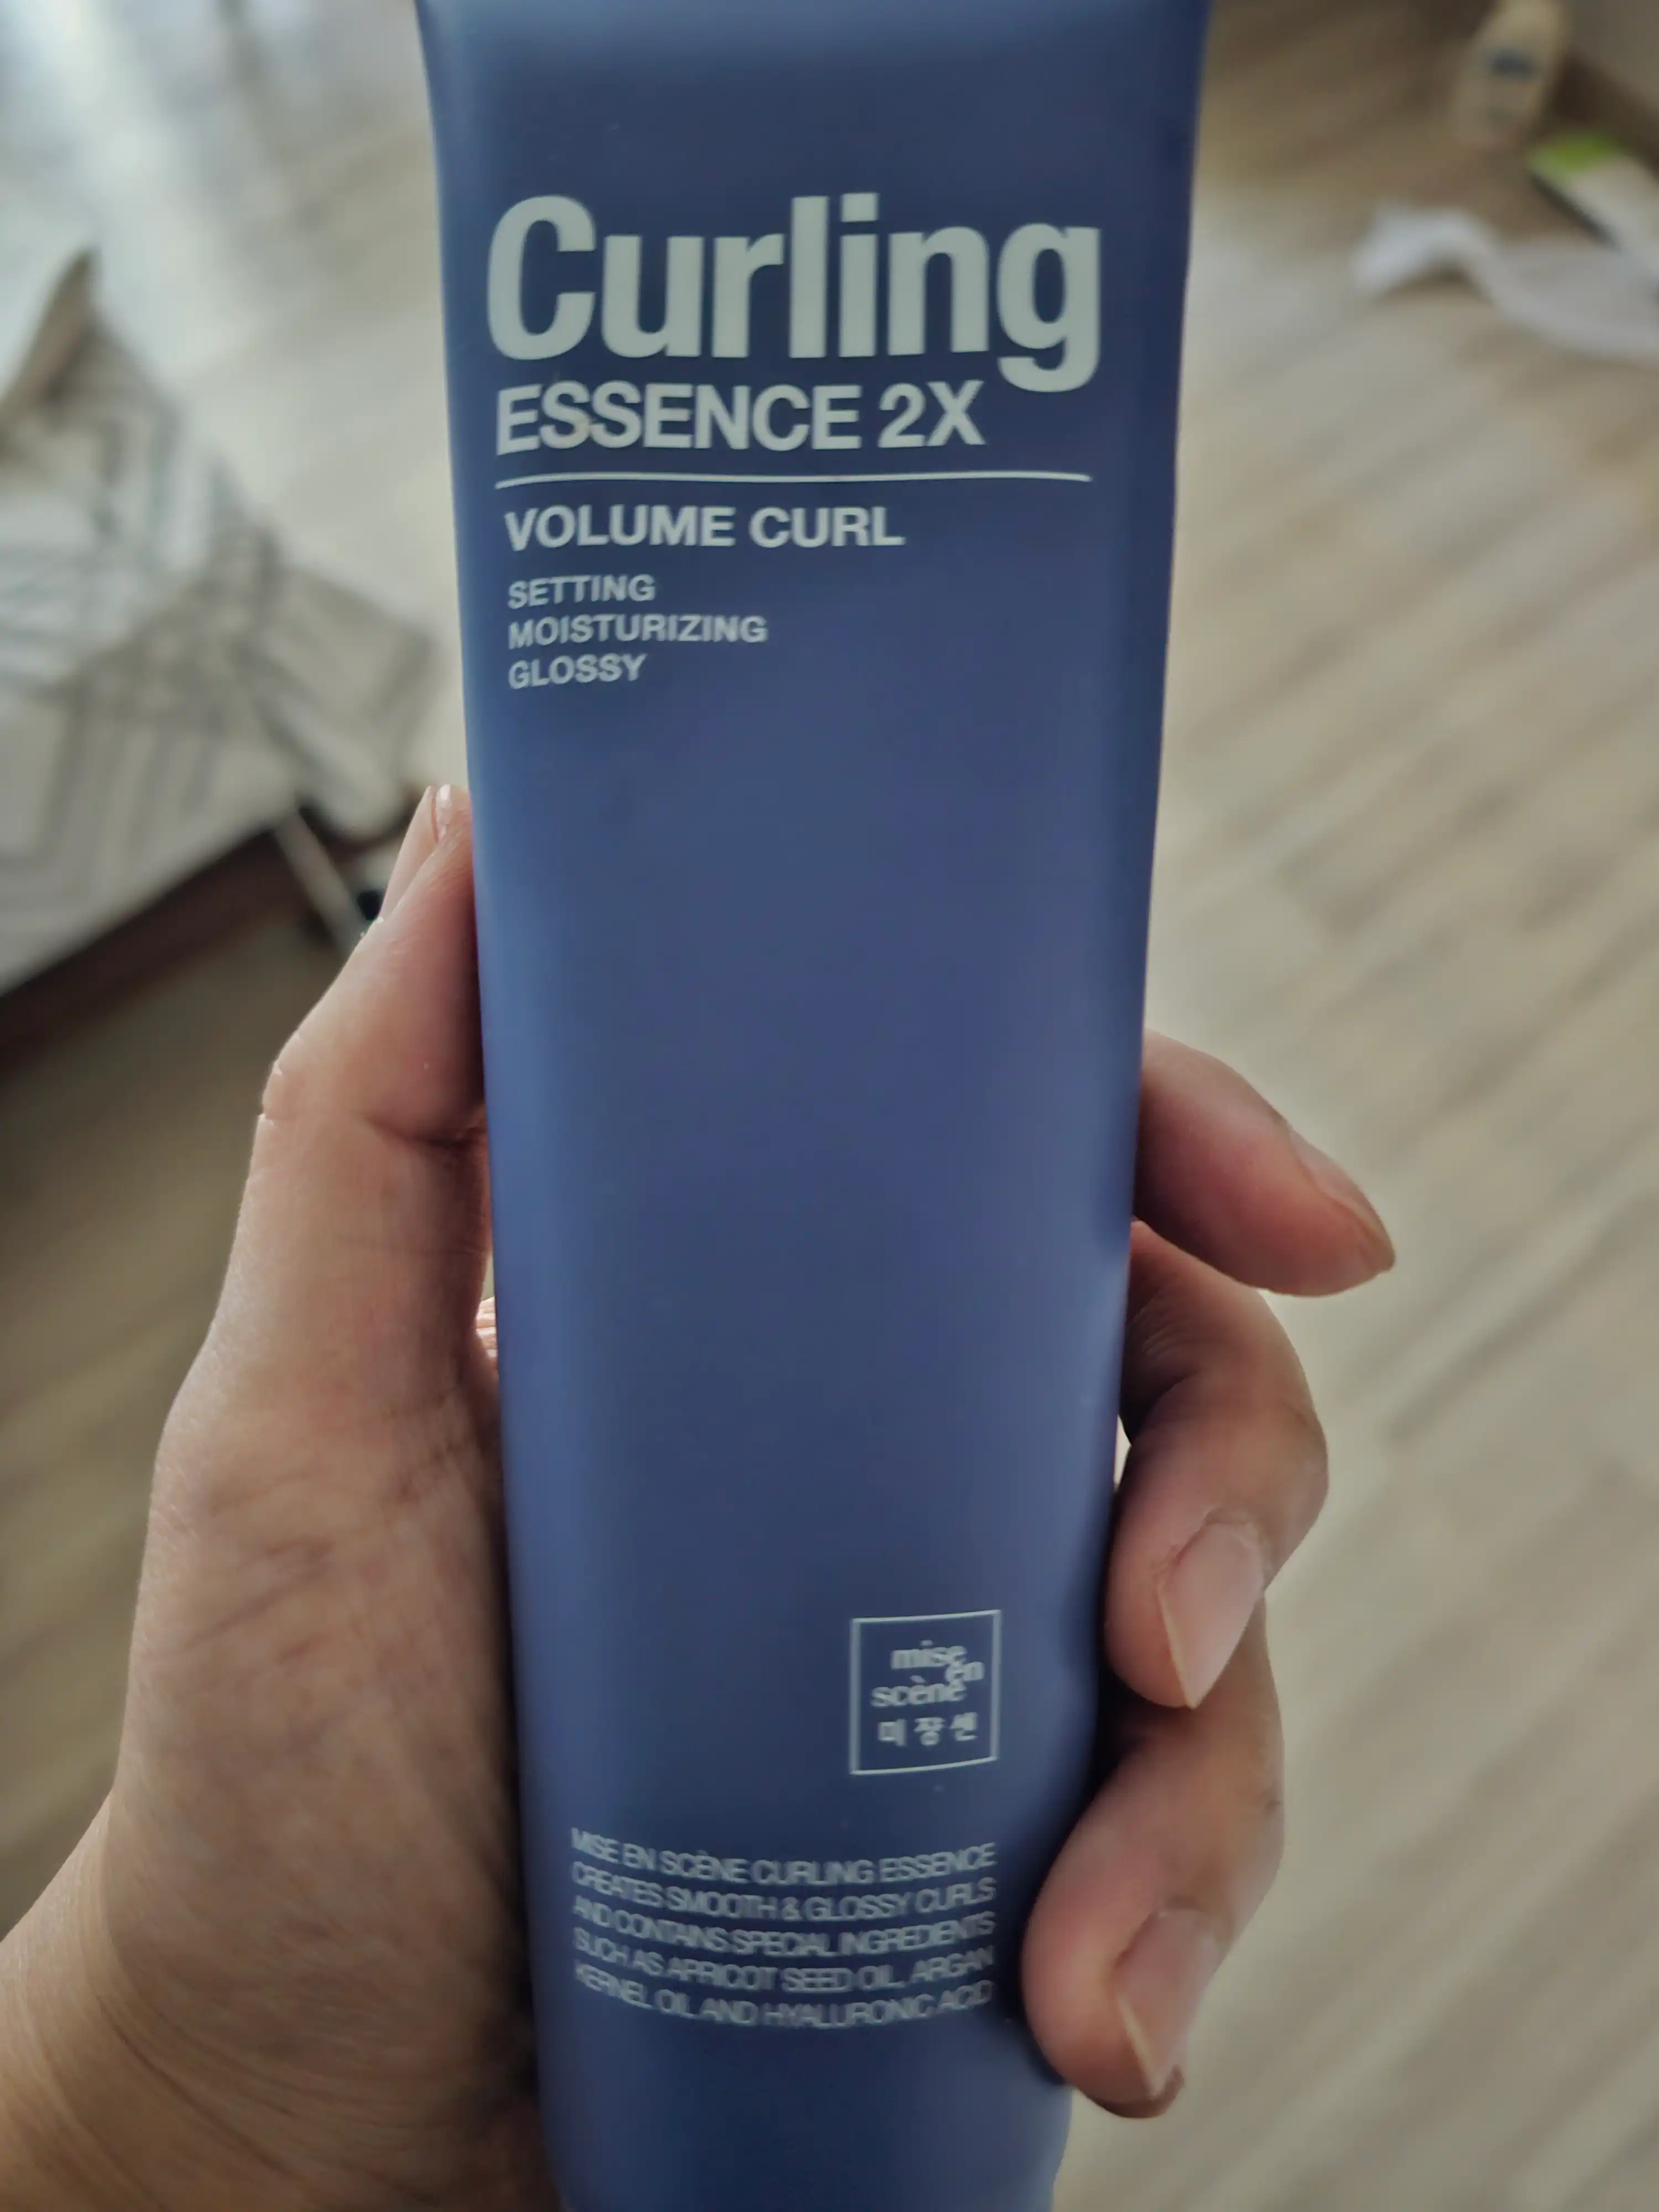 Curling
ESSENCE 2X
VOLUME CURL
SETTING
MOISTURIZING
GLOSSY
mise
en
scène
미쟝센
MISE EN SCÈNE CURLING ESSENCE
CREATES SMOOTH & GLOSSY CURLS
AND CONTAINS SPECIAL INGREDIENTS
SUCH AS APRICOT SEED OIL, ARGAN
KERNEL OIL AND HYALURONIC ACID